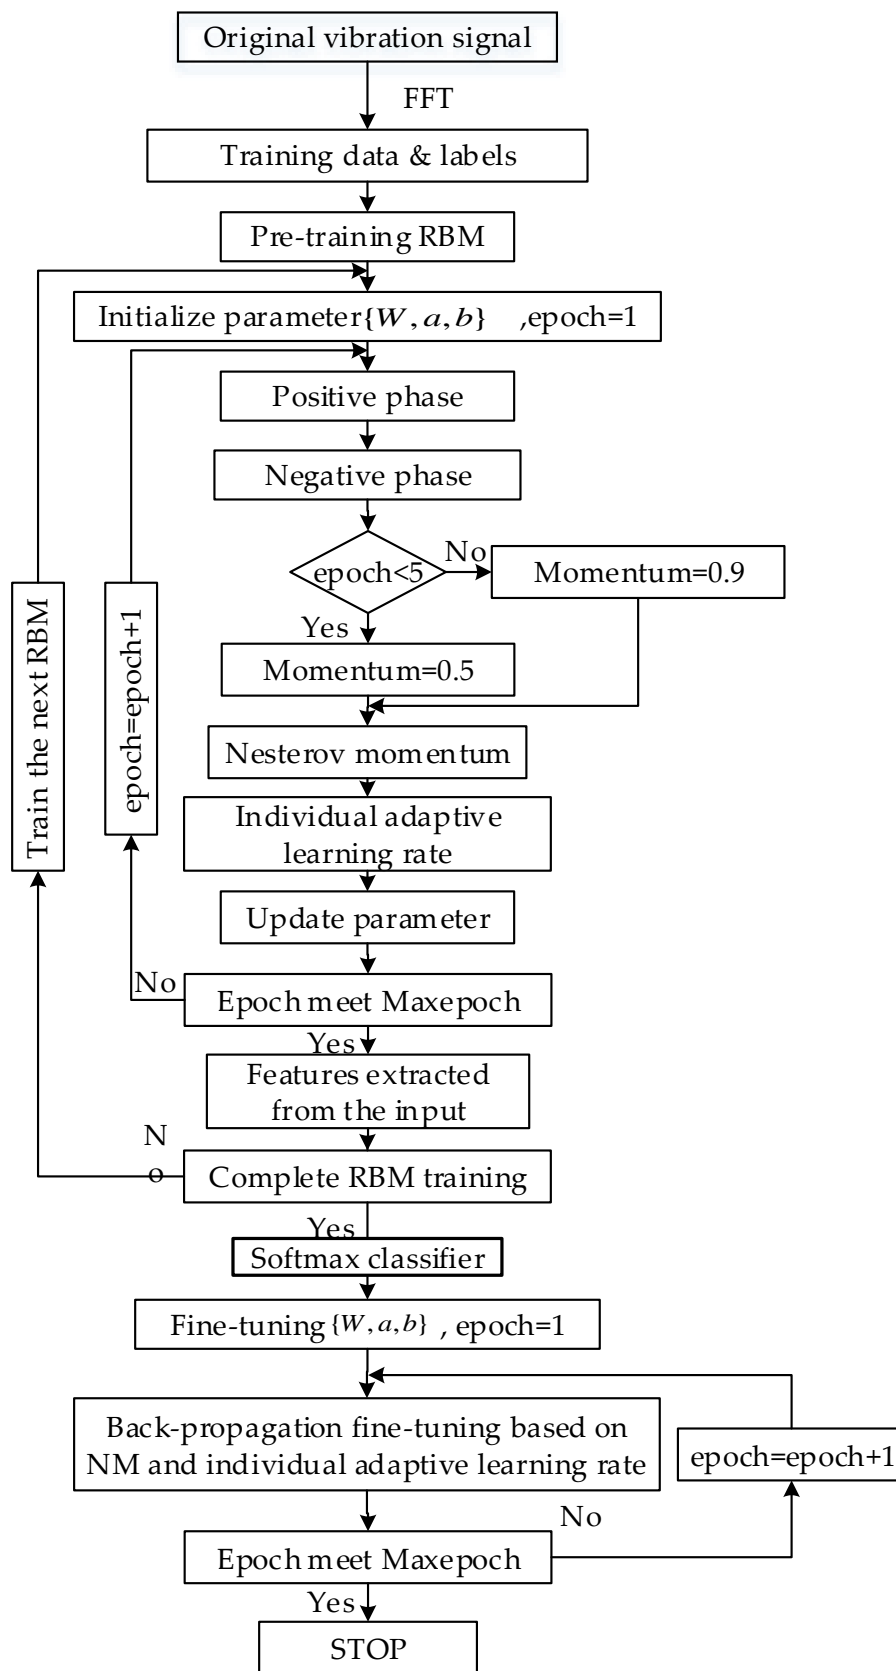 Original vibration signal
FFT
Training data & labels
Pre-training RBM
Initialize parameter{W, a, b} ,epoch=1
Positive phase
Negative phase
epoch<5
No
Momentum=0.9
Yes
Momentum=0.5
Train the next RBM
epoch=epoch+1
Nesterov momentum
Individual adaptive
learning rate
Update parameter
No
Epoch meet Maxepoch
Yes
Features extracted
from the input
N
o
Complete RBM training
Yes
Softmax classifier
Fine-tuning{W,a,b} , epoch=1
Back-propagation fine-tuning based on
NM and individual adaptive learning rate
epoch=epoch+1
No
Epoch meet Maxepoch
Yes
STOP